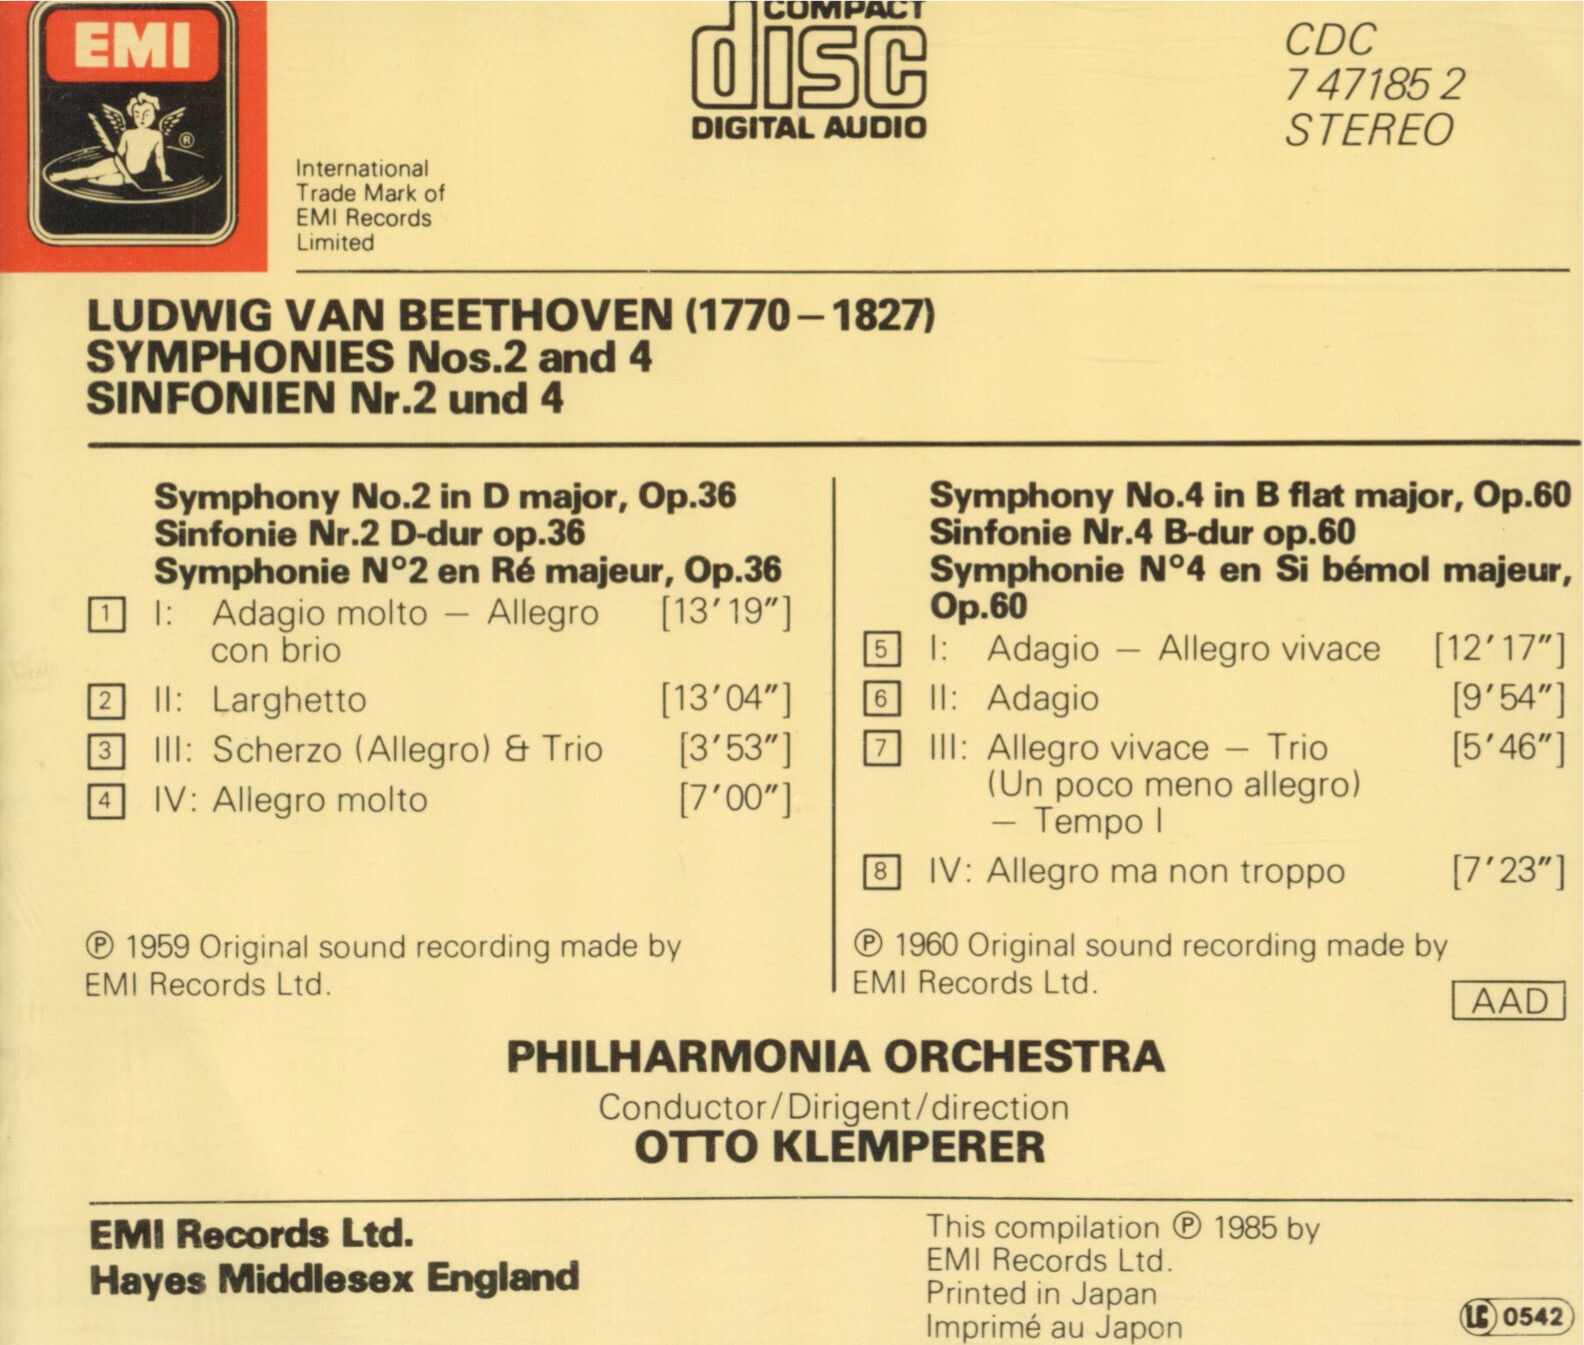 EMI
®
International
Trade Mark of
EMI Records
Limited
COMPACT
disc
DIGITAL AUDIO
CDC
7 47185 2
STEREO
LUDWIG VAN BEETHOVEN (1770–1827)
SYMPHONIES Nos.2 and 4
SINFONIEN Nr.2 und 4
Symphony No.2 in D major, Op.36
Sinfonie Nr.2 D-dur op.36
Symphonie N°2 en Ré majeur, Op.36
1 I: Adagio molto — Allegro [13′19″]
con brio
2 II: Larghetto [13′04″]
3 III: Scherzo (Allegro) & Trio [3′53″]
4 IV: Allegro molto [7′00″]
℗ 1959 Original sound recording made by
EMI Records Ltd.
Symphony No.4 in B flat major, Op.60
Sinfonie Nr.4 B-dur op.60
Symphonie N°4 en Si bémol majeur,
Op.60
5 I: Adagio — Allegro vivace [12′17″]
6 II: Adagio [9′54″]
7 III: Allegro vivace — Trio [5′46″]
(Un poco meno allegro)
— Tempo I
8 IV: Allegro ma non troppo [7′23″]
℗ 1960 Original sound recording made by
EMI Records Ltd.
AAD
PHILHARMONIA ORCHESTRA
Conductor/Dirigent/direction
OTTO KLEMPERER
EMI Records Ltd.
Hayes Middlesex England
This compilation ℗ 1985 by
EMI Records Ltd.
Printed in Japan
Imprimé au Japon
LC 0542